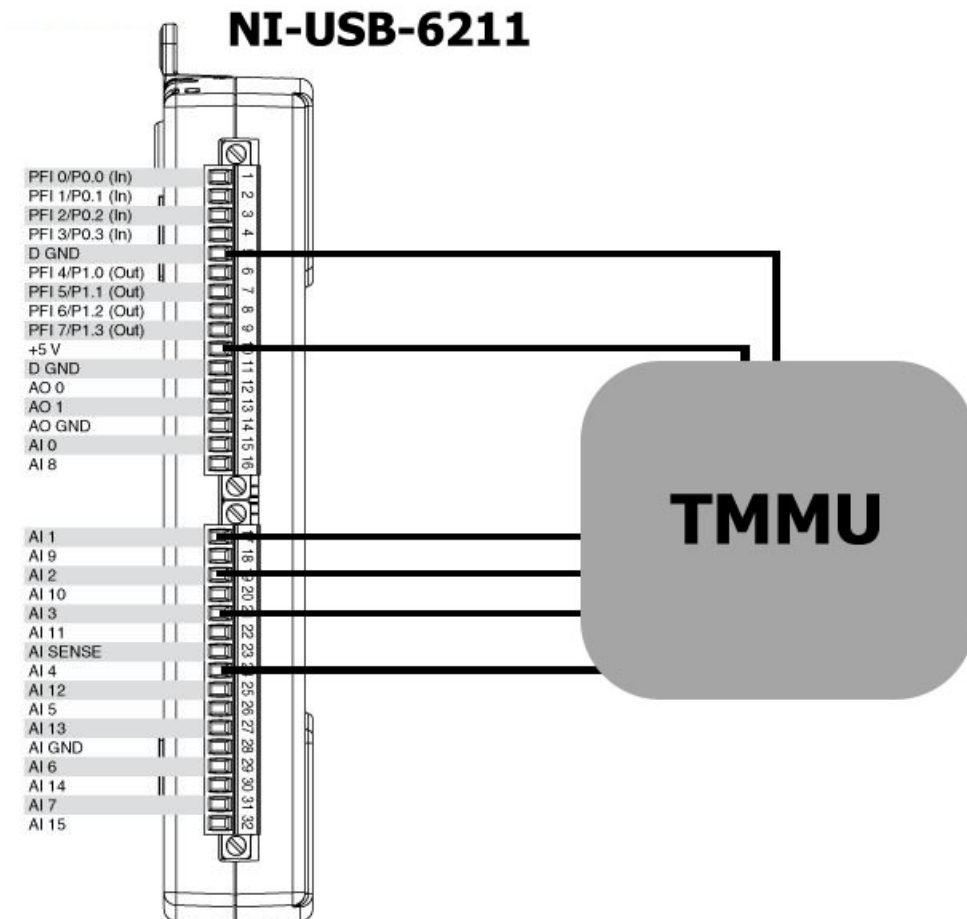 NI-USB-6211
PFI 0/P0.0 (In)
PFI 1/P0.1 (In)
PFI 2/P0.2 (In)
PFI 3/P0.3 (In)
D GND
PFI 4/P1.0 (Out)
PFI 5/P1.1 (Out)
PFI 6/P1.2 (Out)
PFI 7/P1.3 (Out)
+5 V
D GND
AO 0
AO 1
AO GND
AI 0
AI 8
1
2
3
4
6
7
8
9
11
12
13
14
15
16
TMMU
AI 1
AI 9
AI 2
AI 10
AI 3
AI 11
AI SENSE
AI 4
AI 12
AI 5
AI 13
AI GND
AI 6
AI 14
AI 7
AI 15
18
20
22
23
25
26
27
28
29
30
31
32